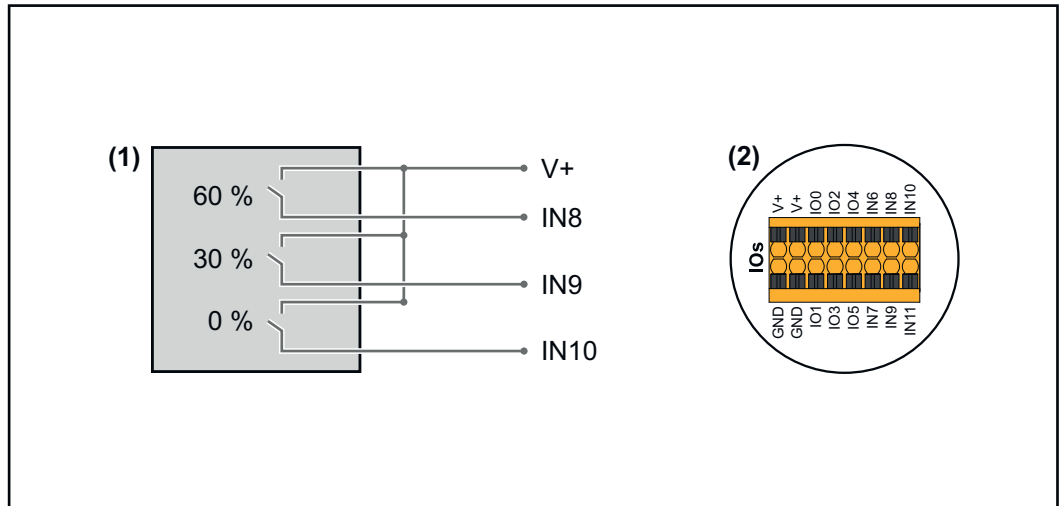 (1)
60 %
30 %
0 %
V+
IN8
IN9
IN10
(2)
IOs
V+
V+
IO0
IO2
IO4
IN6
IN8
IN10
GND
GND
IO1
IO3
IO5
IN7
IN9
IN11